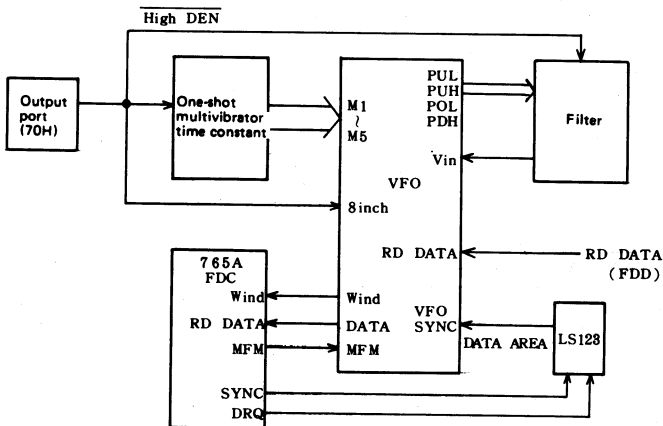 High DEN
Output
port
(70H)
One-shot
multivibrator
time constant
M1
~
M5
8inch
PUL
PUH
POL
PDH
Vin
VFO
Filter
RD DATA
RD DATA
(FDD)
765A
FDC
Wind
RD DATA
MFM
SYNC
DRQ
Wind
DATA
MFM
VFO
SYNC
DATA AREA
LS123